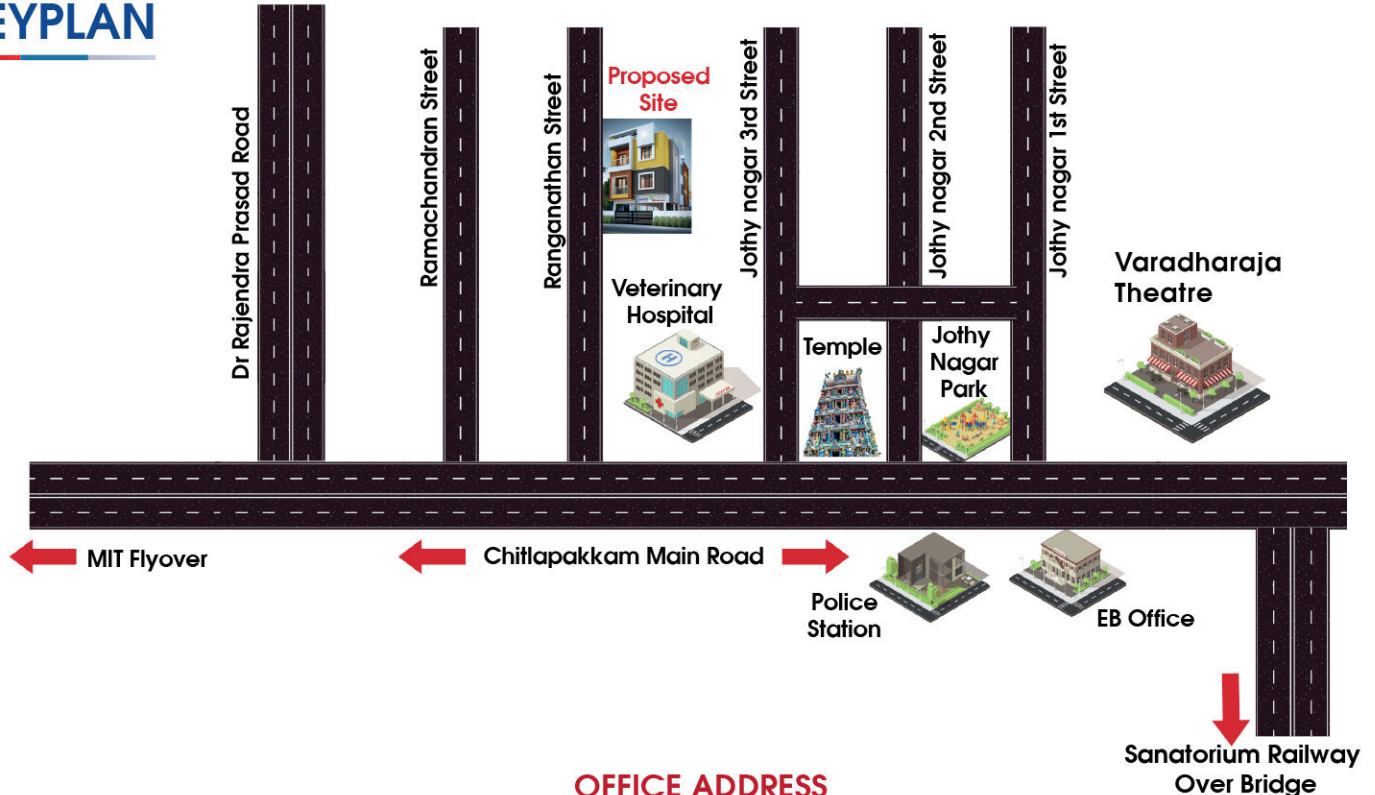 EYPLAN
Dr Rajendra Prasad Road
Ramachandran Street
Ranganathan Street
Proposed
Site
Jothy nagar 3rd Street
Jothy nagar 2nd Street
Jothy nagar 1st Street
Veterinary
Hospital
Temple
Jothy
Nagar
Park
Varadharaja
Theatre
MIT Flyover
Chitlapakkam Main Road
Police
Station
EB Office
Sanatorium Railway
Over Bridge
OFFICE ADDRESS